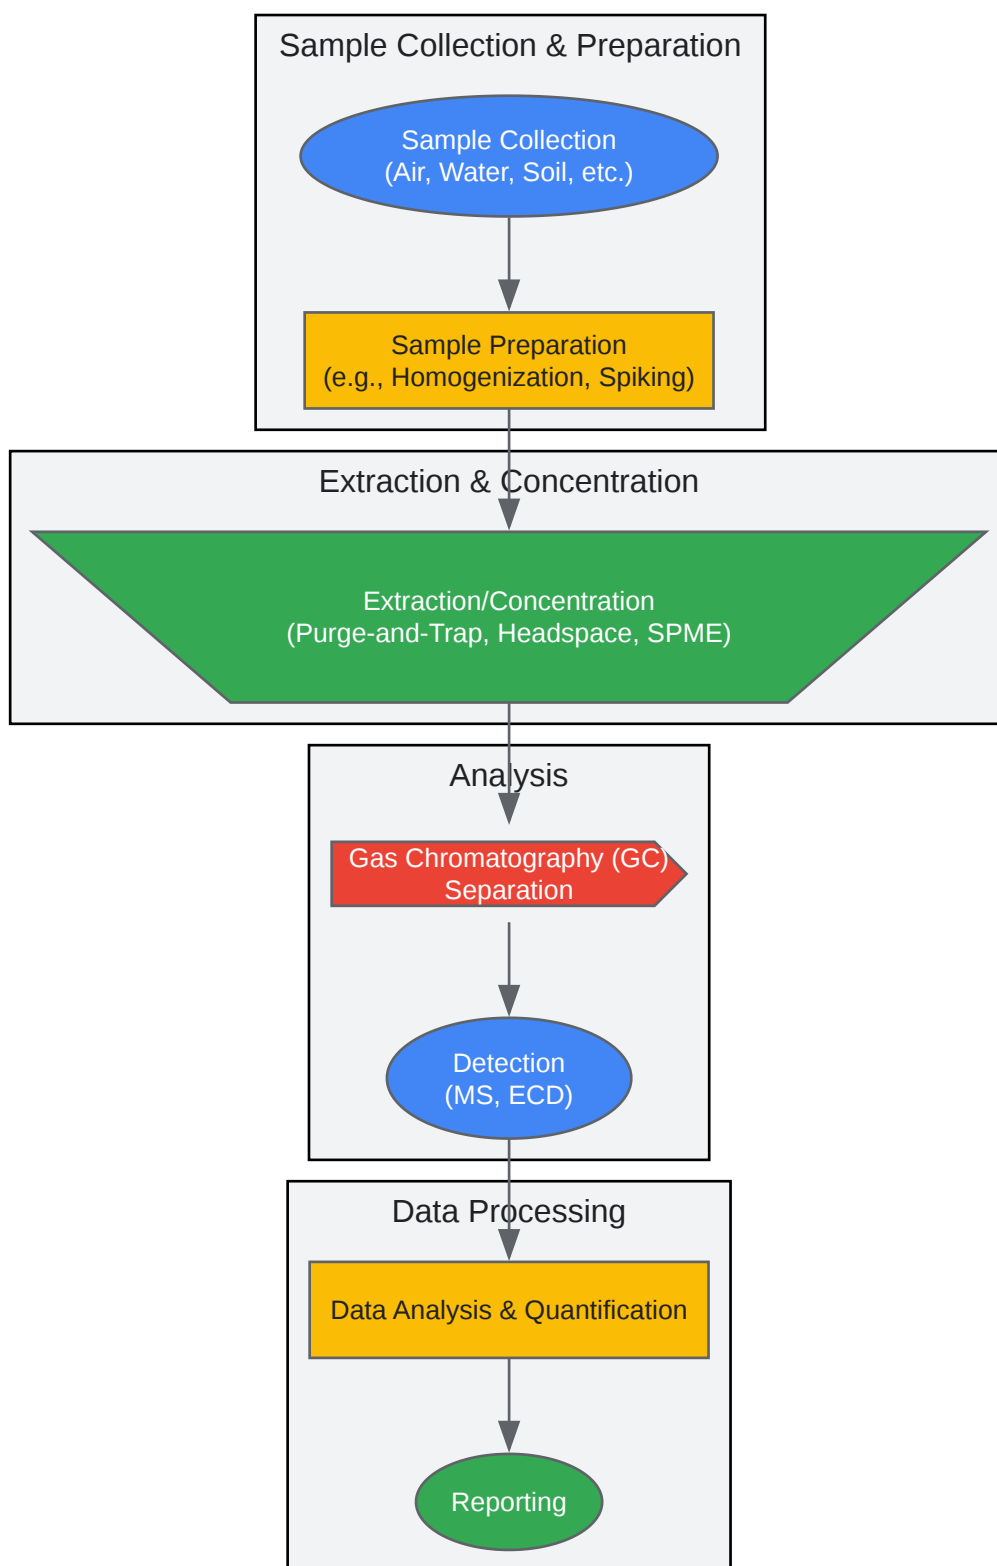 Sample Collection & Preparation
Sample Collection
(Air, Water, Soil, etc.)
Sample Preparation
(e.g., Homogenization, Spiking)
Extraction & Concentration
Extraction/Concentration
(Purge-and-Trap, Headspace, SPME)
Analysis
Gas Chromatography (GC)
Separation
Detection
(MS, ECD)
Data Processing
Data Analysis & Quantification
Reporting